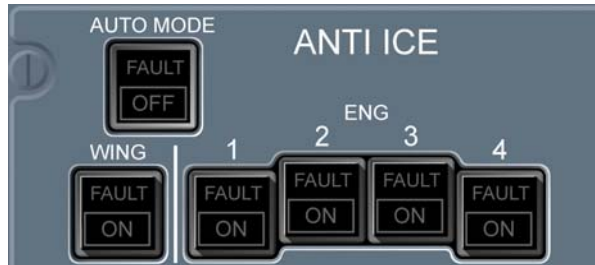 AUTO MODE
ANTI ICE
FAULT
OFF
ENG
WING 1 2 3 4
FAULT FAULT FAULT FAULT FAULT
ON ON ON ON ON